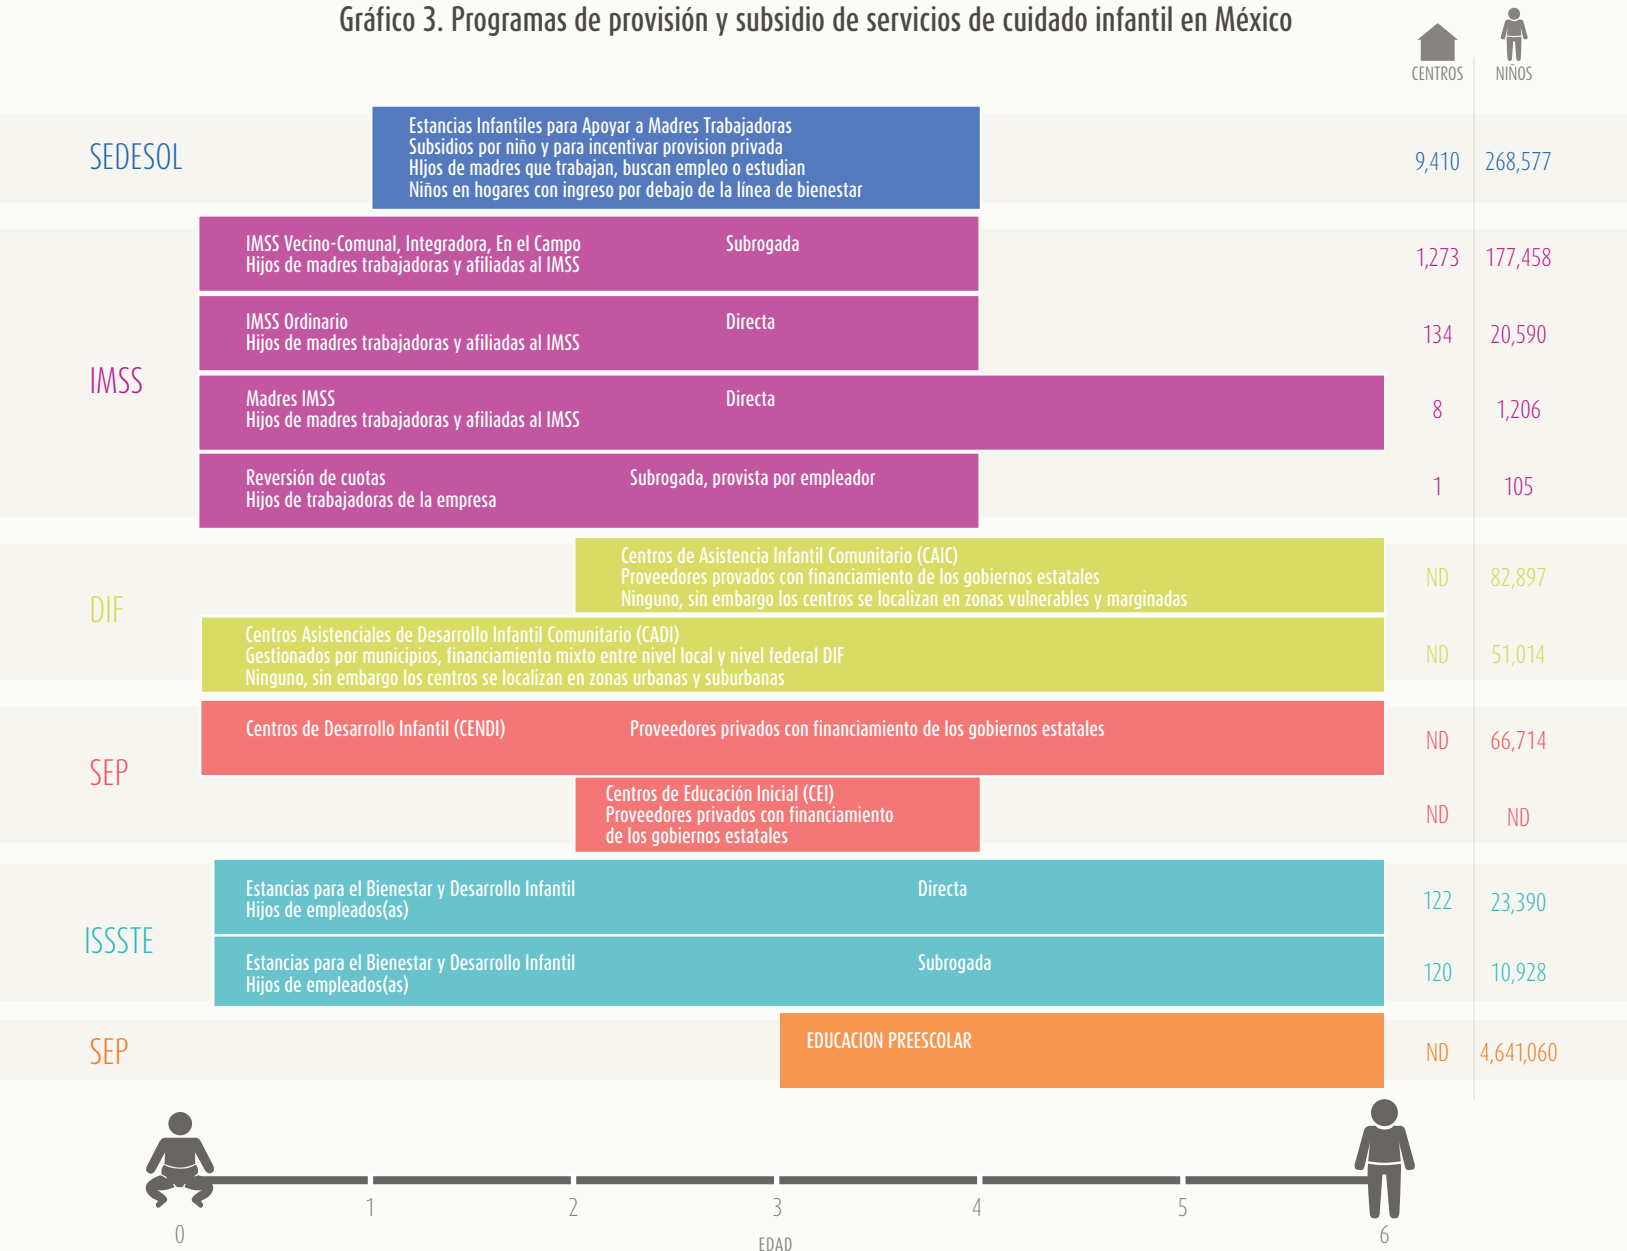 Gráfico 3. Programas de provisión y subsidio de servicios de cuidado infantil en México
CENTROS NIÑOS
SEDESOL
Estancias Infantiles para Apoyar a Madres Trabajadoras
Subsidios por niño y para incentivar provision privada
HIjos de madres que trabajan, buscan empleo o estudian
Niños en hogares con ingreso por debajo de la línea de bienestar
9,410 268,577
IMSS
IMSS Vecino-Comunal, Integradora, En el Campo Subrogada
Hijos de madres trabajadoras y afiliadas al IMSS
1,273 177,458
IMSS Ordinario Directa
Hijos de madres trabajadoras y afiliadas al IMSS
134 20,590
Madres IMSS Directa
Hijos de madres trabajadoras y afiliadas al IMSS
8 1,206
Reversión de cuotas Subrogada, provista por empleador
Hijos de trabajadoras de la empresa
1 105
DIF
Centros de Asistencia Infantil Comunitario (CAIC)
Proveedores provados con financiamiento de los gobiernos estatales
Ninguno, sin embargo los centros se localizan en zonas vulnerables y marginadas
ND 82,897
Centros Asistenciales de Desarrollo Infantil Comunitario (CADI)
Gestionados por municipios, financiamiento mixto entre nivel local y nivel federal DIF
Ninguno, sin embargo los centros se localizan en zonas urbanas y suburbanas
ND 51,014
SEP
Centros de Desarrollo Infantil (CENDI) Proveedores privados con financiamiento de los gobiernos estatales
ND 66,714
Centros de Educación Inicial (CEI)
Proveedores privados con financiamiento
de los gobiernos estatales
ND ND
ISSSTE
Estancias para el Bienestar y Desarrollo Infantil Directa
Hijos de empleados(as)
122 23,390
Estancias para el Bienestar y Desarrollo Infantil Subrogada
Hijos de empleados(as)
120 10,928
SEP
EDUCACION PREESCOLAR
ND 4,641,060
0 1 2 3 4 5 6
EDAD